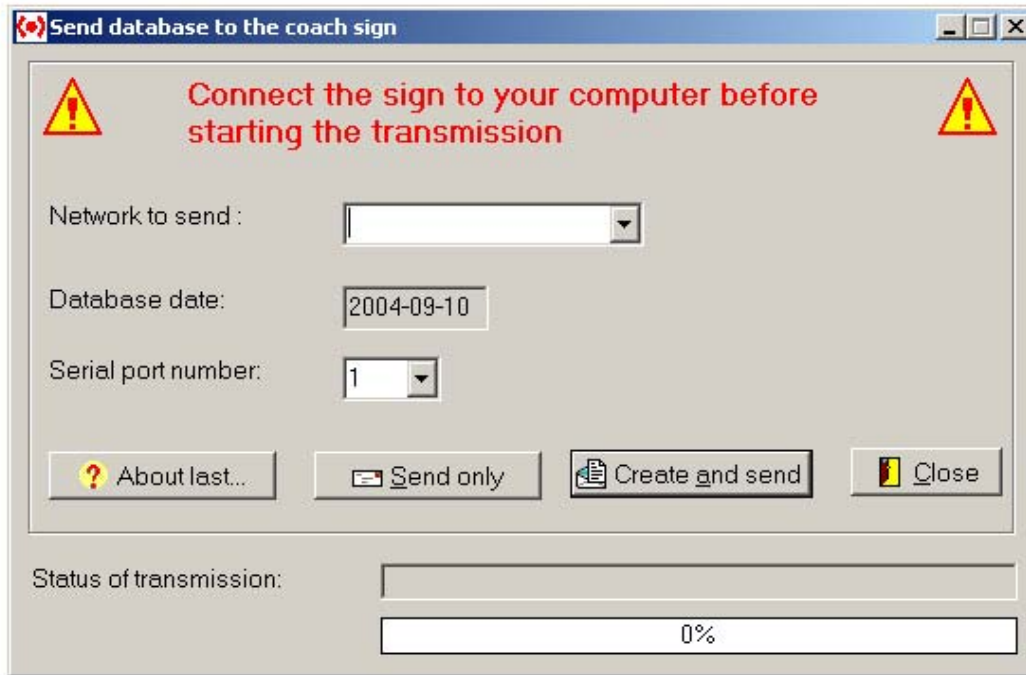 Send database to the coach sign
Connect the sign to your computer before
starting the transmission
Network to send :
Database date:
2004-09-10
Serial port number:
1
? About last...
Send only
Create and send
Close
Status of transmission:
0%